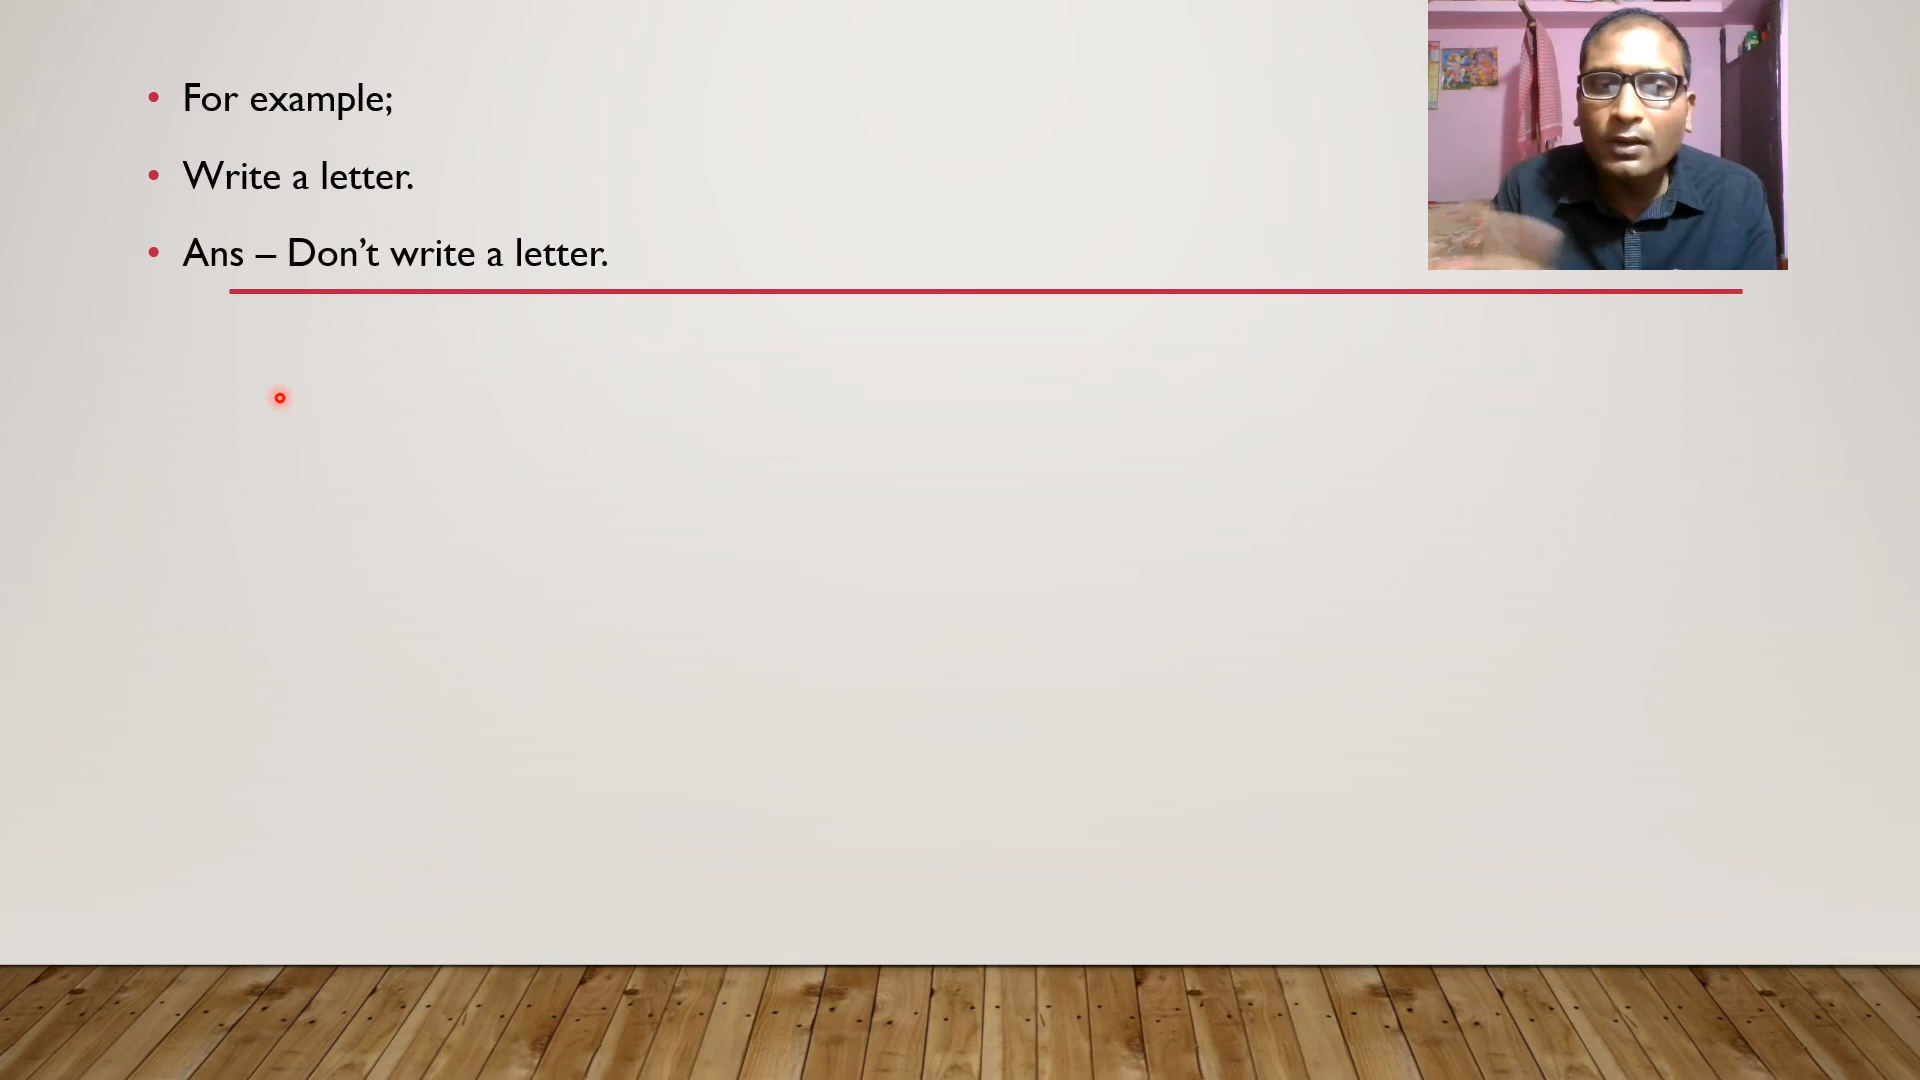 For example;
Write a letter.
Ans – Don’t write a letter.